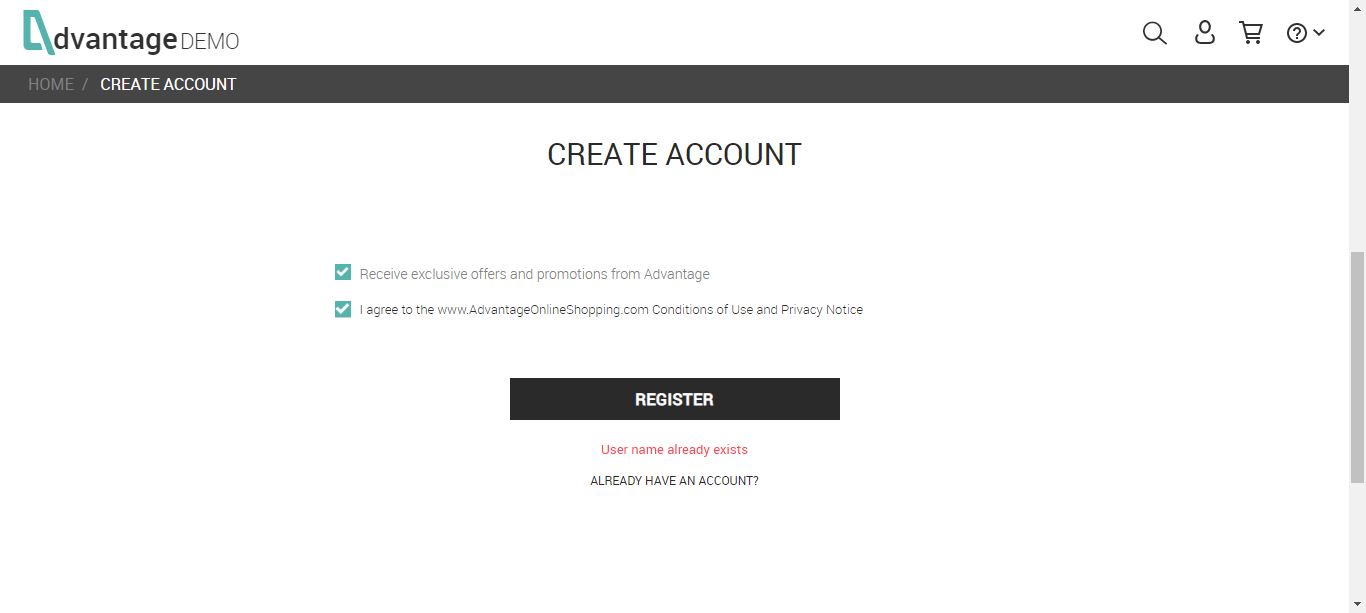 dvantage DEMO
HOME / CREATE ACCOUNT
CREATE ACCOUNT
Receive exclusive offers and promotions from Advantage
I agree to the www.AdvantageOnlineShopping.com Conditions of Use and Privacy Notice
REGISTER
User name already exists
ALREADY HAVE AN ACCOUNT?